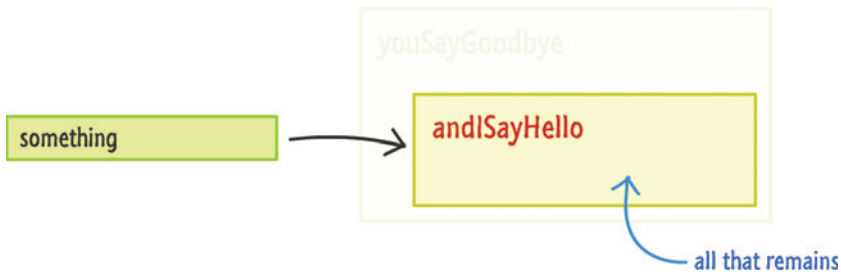 youSayGoodbye
something
andISayHello
all that remains